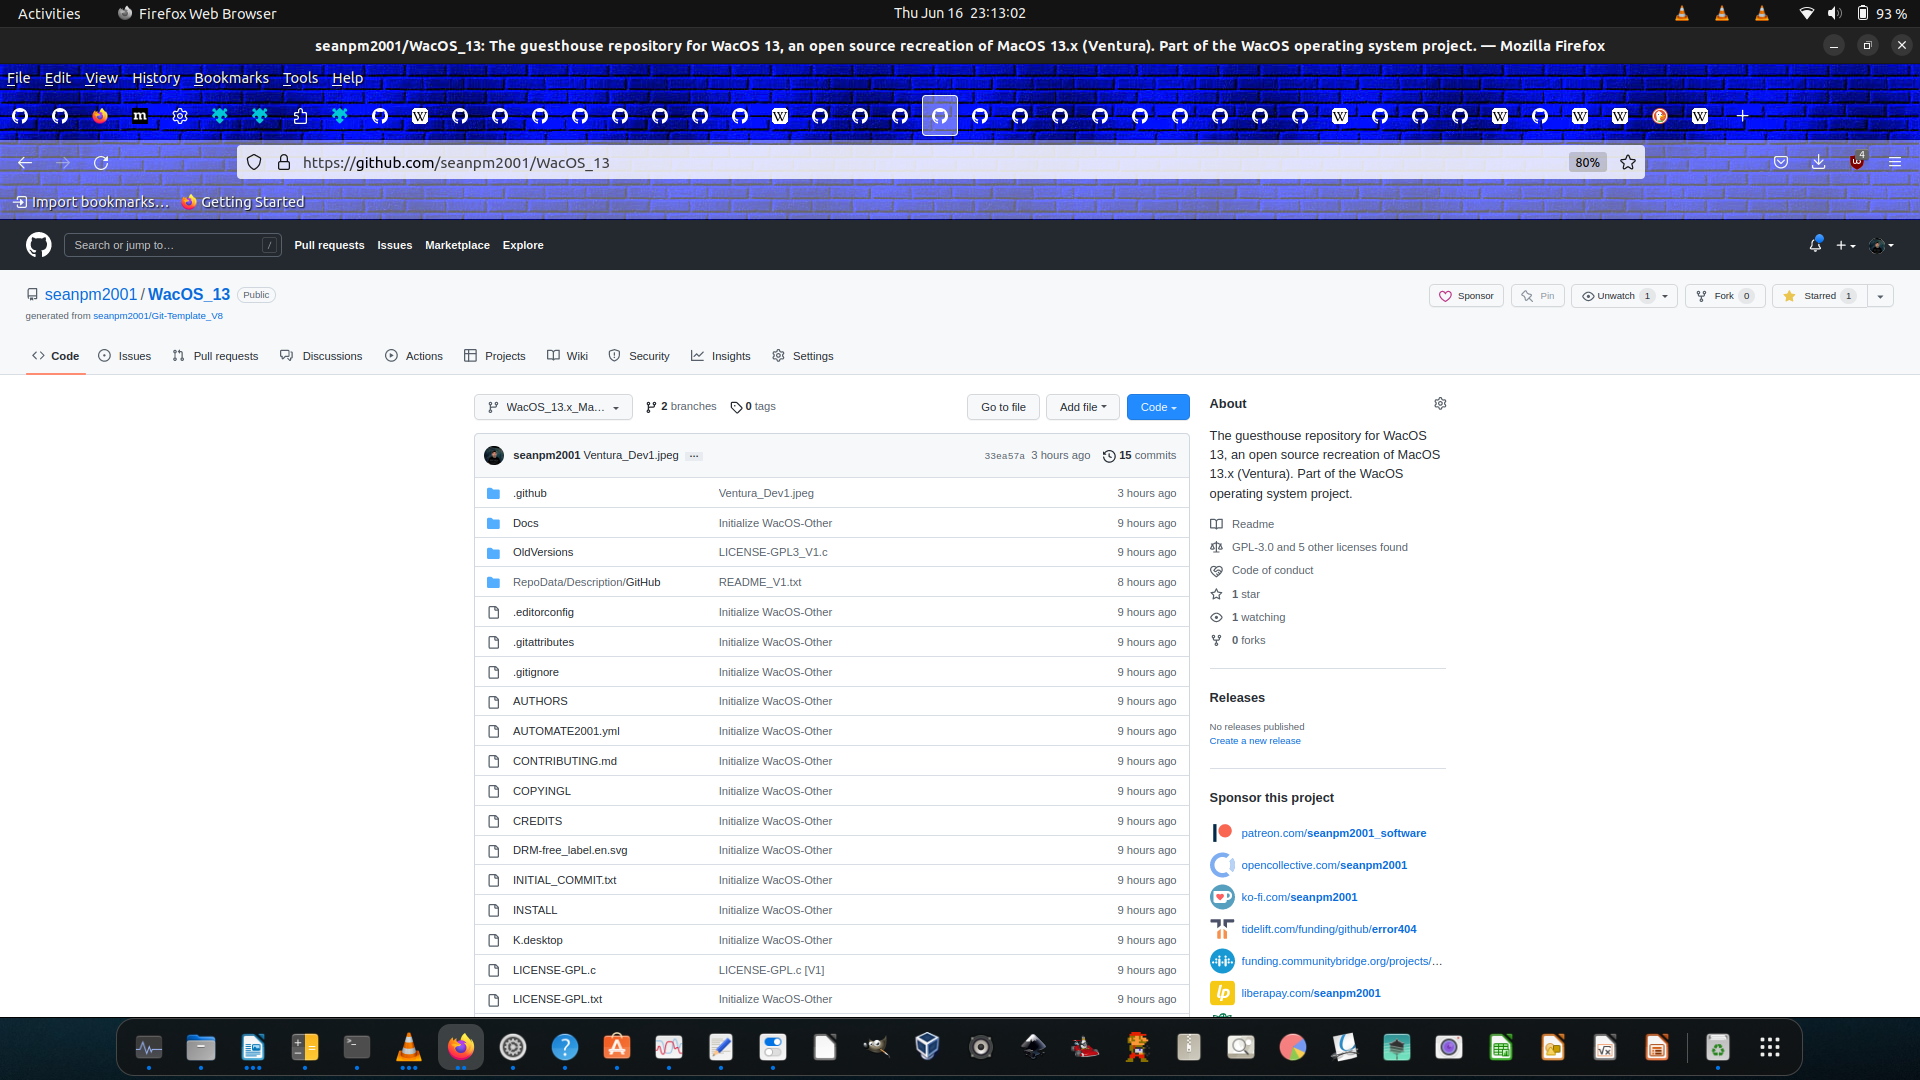 Activities Firefox Web Browser Thu Jun 16 23:13:02 93 %
seanpm2001/WacOS_13: The guesthouse repository for WacOS 13, an open source recreation of MacOS 13.x (Ventura). Part of the WacOS operating system project. — Mozilla Firefox
File Edit View History Bookmarks Tools Help
https://github.com/seanpm2001/WacOS_13 80% 4
Import bookmarks… Getting Started
Search or jump to… / Pull requests Issues Marketplace Explore
seanpm2001 / WacOS_13 Public Sponsor Pin Unwatch 1 Fork 0 Starred 1
generated from seanpm2001/Git-Template_V8
Code Issues Pull requests Discussions Actions Projects Wiki Security Insights Settings
WacOS_13.x_Ma… 2 branches 0 tags Go to file Add file Code
seanpm2001 Ventura_Dev1.jpeg … 33ea57a 3 hours ago 15 commits
.github Ventura_Dev1.jpeg 3 hours ago
Docs Initialize WacOS-Other 9 hours ago
OldVersions LICENSE-GPL3_V1.c 9 hours ago
RepoData/Description/GitHub README_V1.txt 8 hours ago
.editorconfig Initialize WacOS-Other 9 hours ago
.gitattributes Initialize WacOS-Other 9 hours ago
.gitignore Initialize WacOS-Other 9 hours ago
AUTHORS Initialize WacOS-Other 9 hours ago
AUTOMATE2001.yml Initialize WacOS-Other 9 hours ago
CONTRIBUTING.md Initialize WacOS-Other 9 hours ago
COPYINGL Initialize WacOS-Other 9 hours ago
CREDITS Initialize WacOS-Other 9 hours ago
DRM-free_label.en.svg Initialize WacOS-Other 9 hours ago
INITIAL_COMMIT.txt Initialize WacOS-Other 9 hours ago
INSTALL Initialize WacOS-Other 9 hours ago
K.desktop Initialize WacOS-Other 9 hours ago
LICENSE-GPL.c LICENSE-GPL.c [V1] 9 hours ago
LICENSE-GPL.txt Initialize WacOS-Other 9 hours ago
About
The guesthouse repository for WacOS
13, an open source recreation of MacOS
13.x (Ventura). Part of the WacOS
operating system project.
Readme
GPL-3.0 and 5 other licenses found
Code of conduct
1 star
1 watching
0 forks
Releases
No releases published
Create a new release
Sponsor this project
patreon.com/seanpm2001_software
opencollective.com/seanpm2001
ko-fi.com/seanpm2001
tidelift.com/funding/github/error404
funding.communitybridge.org/projects/…
liberapay.com/seanpm2001